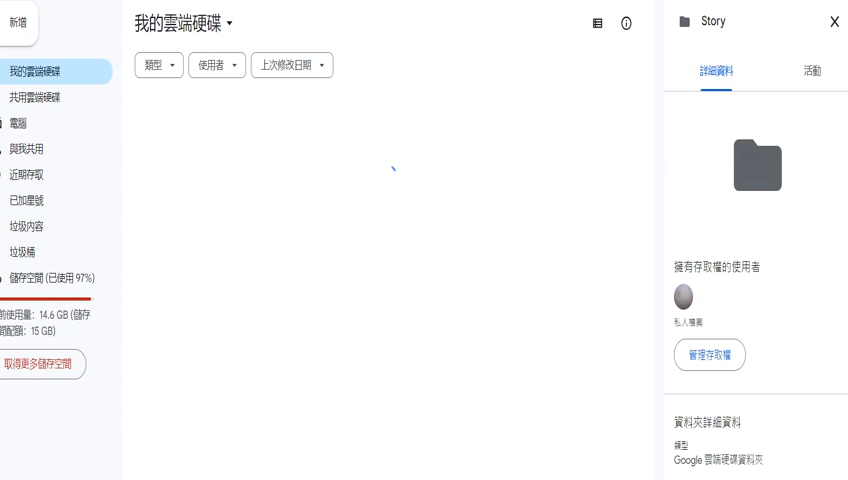 新增
我的雲端硬碟
共用雲端硬碟
電腦
與我共用
近期存取
已加星號
垃圾內容
垃圾桶
儲存空間 (已使用 97%)
前使用量：14.6 GB (儲存
間配額：15 GB)
取得更多儲存空間
我的雲端硬碟
類型
使用者
上次修改日期
Story
X
詳細資料
活動
擁有存取權的使用者
私人檔案
管理存取權
資料夾詳細資料
類型
Google 雲端硬碟資料夾